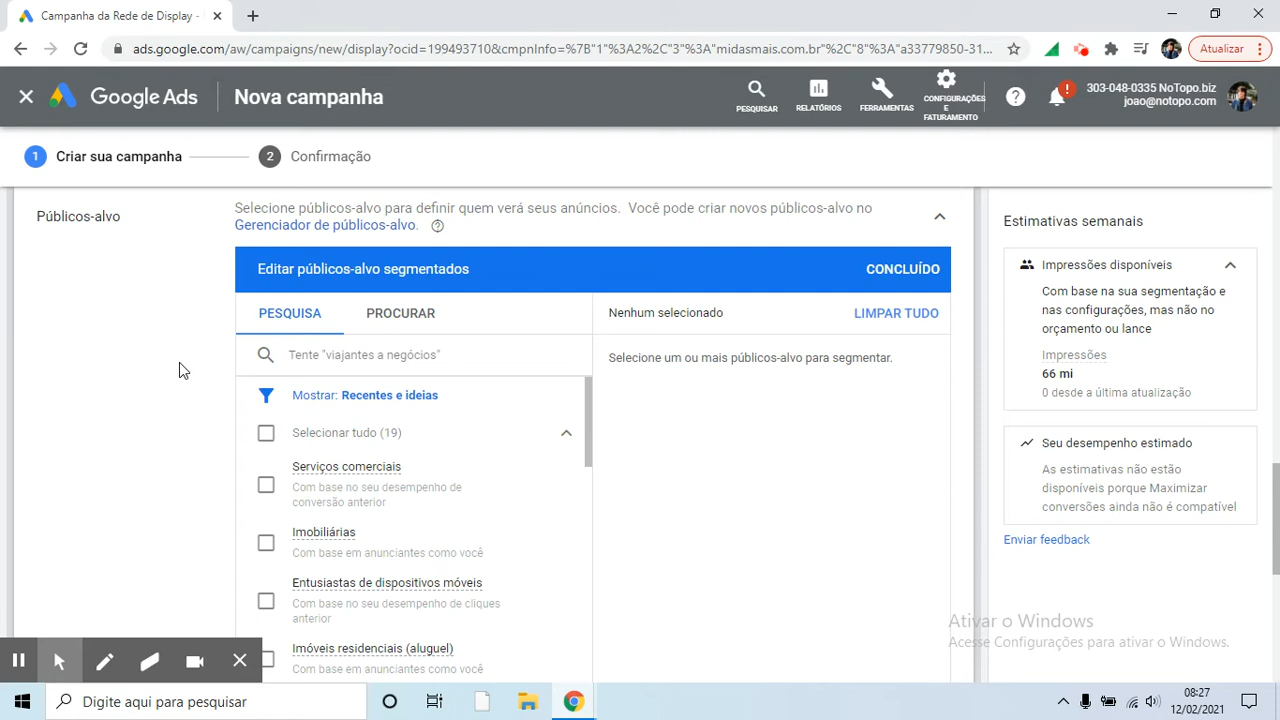 Campanha da Rede de Display -
ads.google.com/aw/campaigns/new/display?ocid=199493710&cmpnInfo=%7B"1"%3A2%2C"3"%3A"midasmais.com.br"%2C"8"%3A"a33779850-31...
Atualizar
Google Ads
Nova campanha
PESQUISAR
RELATÓRIOS
FERRAMENTAS
CONFIGURAÇÕES
E
FATURAMENTO
303-048-0335 NoTopo.biz
joao@notopo.com
1 Criar sua campanha
2 Confirmação
Públicos-alvo
Selecione públicos-alvo para definir quem verá seus anúncios. Você pode criar novos públicos-alvo no
Gerenciador de públicos-alvo.
Editar públicos-alvo segmentados
CONCLUÍDO
PESQUISA
PROCURAR
Nenhum selecionado
LIMPAR TUDO
Tente "viajantes a negócios"
Selecione um ou mais públicos-alvo para segmentar.
Mostrar: Recentes e ideias
Selecionar tudo (19)
Serviços comerciais
Com base no seu desempenho de
conversão anterior
Imobiliárias
Com base em anunciantes como você
Entusiastas de dispositivos móveis
Com base no seu desempenho de cliques
anterior
Imóveis residenciais (aluguel)
Com base em anunciantes como você
Estimativas semanais
Impressões disponíveis
Com base na sua segmentação e
nas configurações, mas não no
orçamento ou lance
Impressões
66 mi
0 desde a última atualização
Seu desempenho estimado
As estimativas não estão
disponíveis porque Maximizar
conversões ainda não é compatível
Enviar feedback
Ativar o Windows
Acesse Configurações para ativar o Windows.
Digite aqui para pesquisar
08:27
12/02/2021